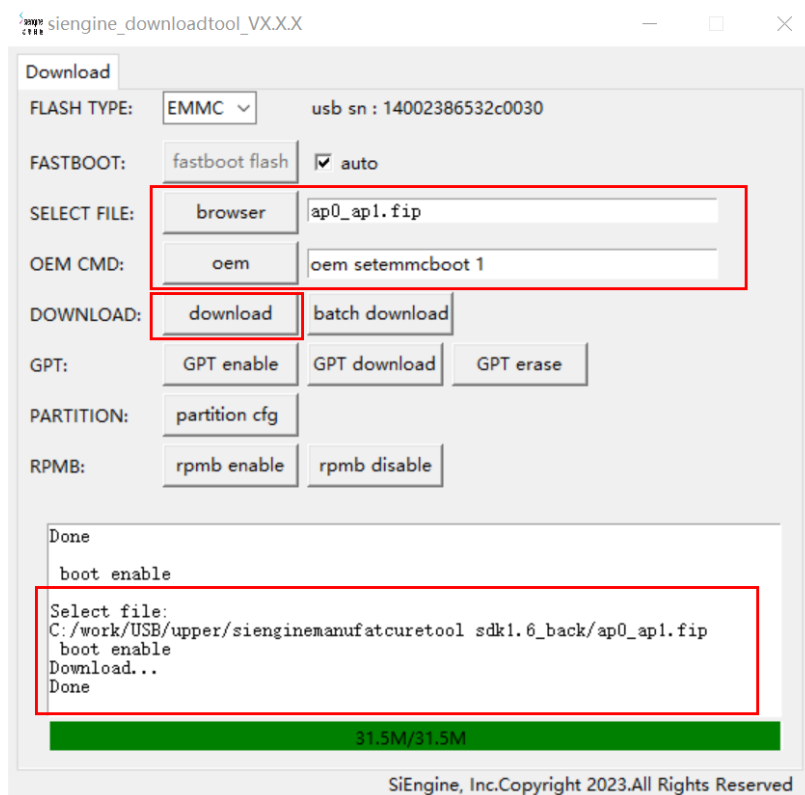 siengine_downloadtool_VX.X.X
Download
FLASH TYPE: EMMC usb sn : 14002386532c0030
FASTBOOT: fastboot flash auto
SELECT FILE: browser ap0_ap1.fip
OEM CMD: oem oem setemmcboot 1
DOWNLOAD: download batch download
GPT: GPT enable GPT download GPT erase
PARTITION: partition cfg
RPMB: rpmb enable rpmb disable
Done
boot enable
Select file:
C:/work/USB/upper/sienginemanufatcuretool sdk1.6_back/ap0_ap1.fip
boot enable
Download...
Done
31.5M/31.5M
SiEngine, Inc.Copyright 2023.All Rights Reserved